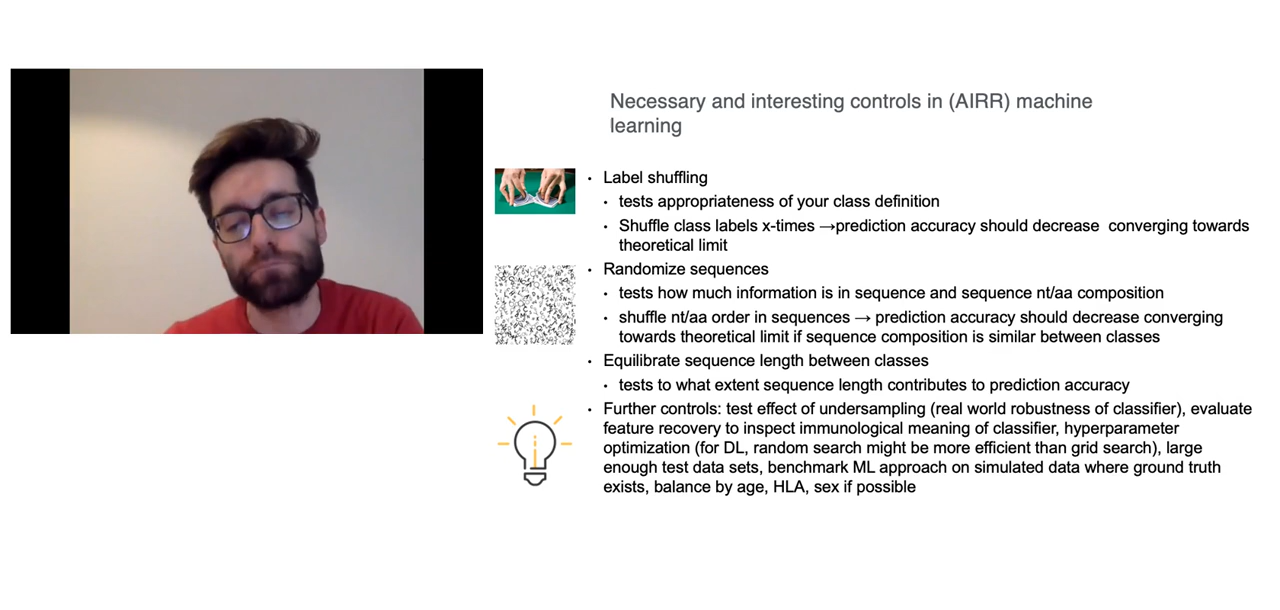 Necessary and interesting controls in (AIRR) machine
learning
• Label shuffling
• tests appropriateness of your class definition
• Shuffle class labels x-times →prediction accuracy should decrease converging towards
theoretical limit
• Randomize sequences
• tests how much information is in sequence and sequence nt/aa composition
• shuffle nt/aa order in sequences → prediction accuracy should decrease converging
towards theoretical limit if sequence composition is similar between classes
• Equilibrate sequence length between classes
• tests to what extent sequence length contributes to prediction accuracy
• Further controls: test effect of undersampling (real world robustness of classifier), evaluate
feature recovery to inspect immunological meaning of classifier, hyperparameter
optimization (for DL, random search might be more efficient than grid search), large
enough test data sets, benchmark ML approach on simulated data where ground truth
exists, balance by age, HLA, sex if possible